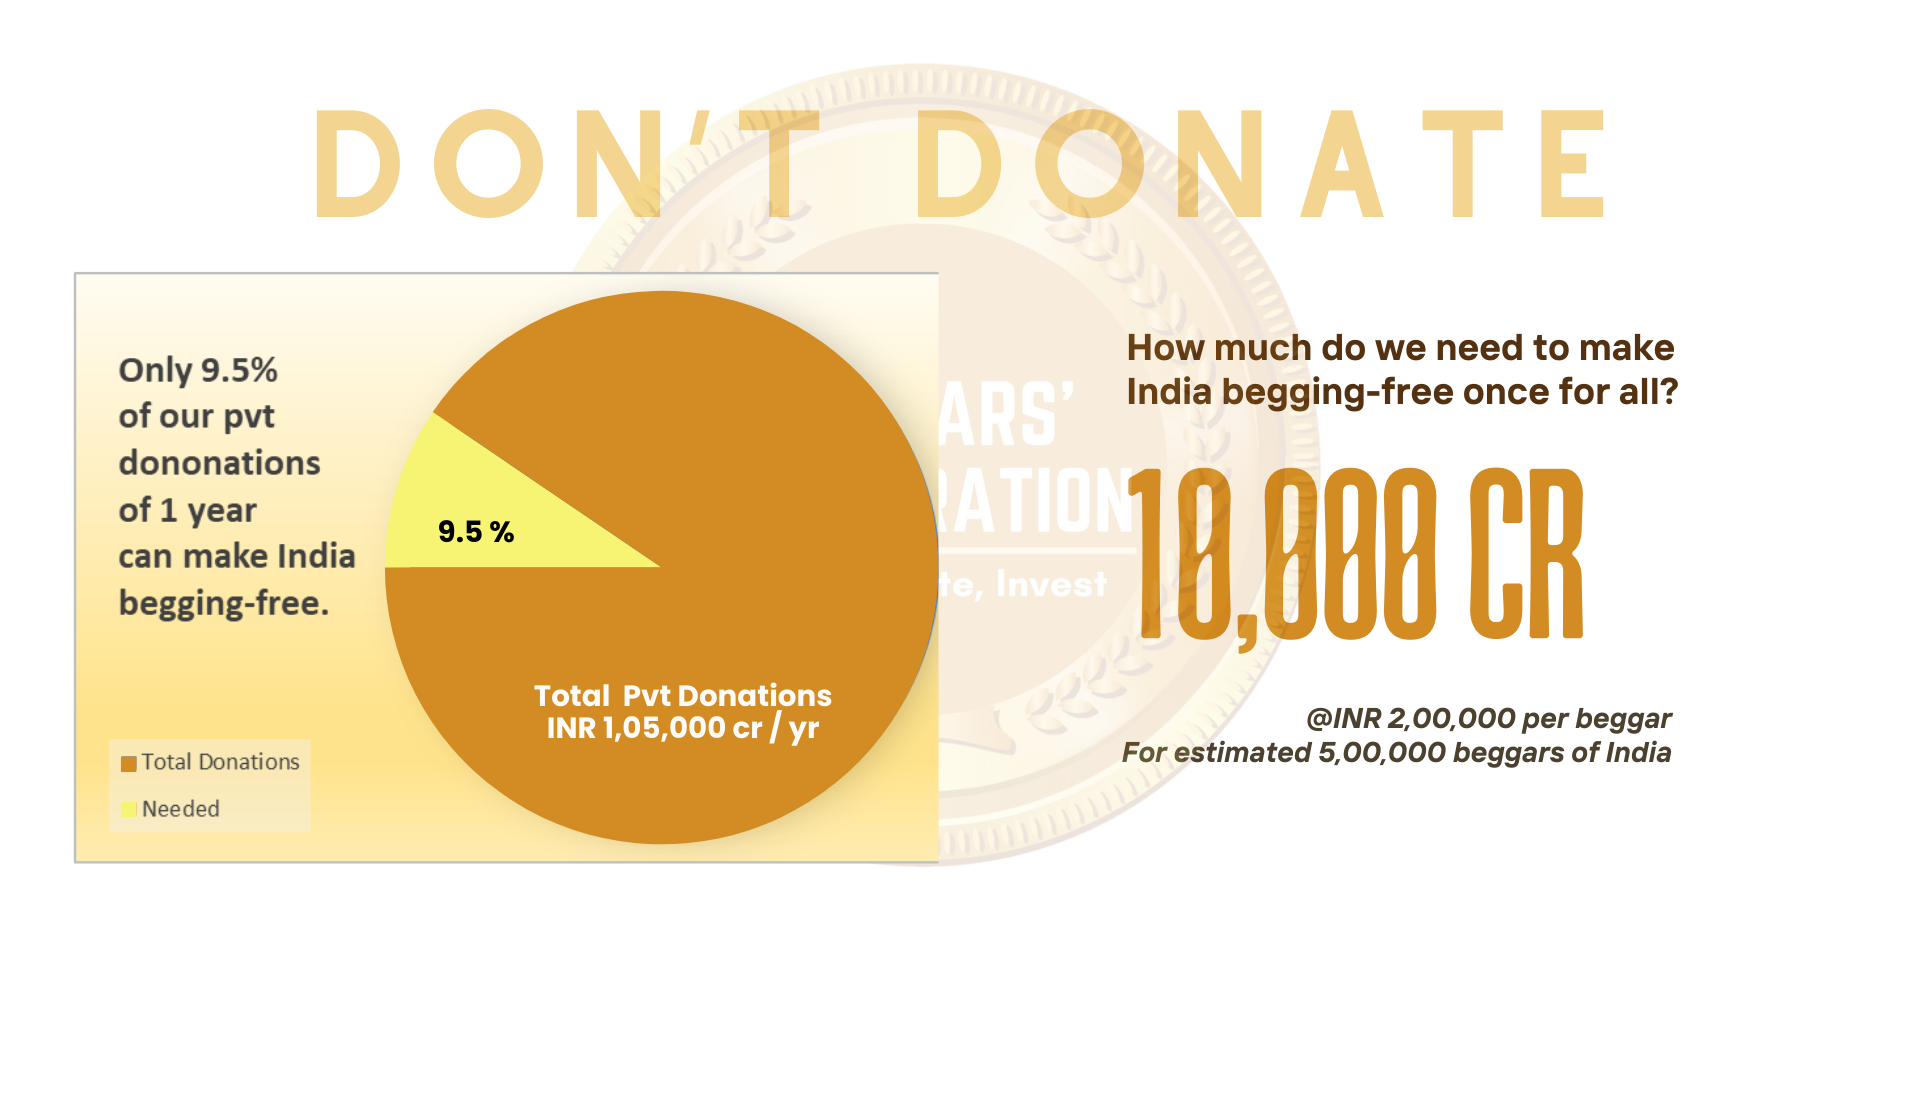 DON'T DONATE
Only 9.5%
of our pvt
dononations
of 1 year
can make India
begging-free.
9.5 %
Total Pvt Donations
INR 1,05,000 cr / yr
Total Donations
Needed
ARS'
RATION
te, Invest
How much do we need to make
India begging-free once for all?
10,000 CR
@INR 2,00,000 per beggar
For estimated 5,00,000 beggars of India